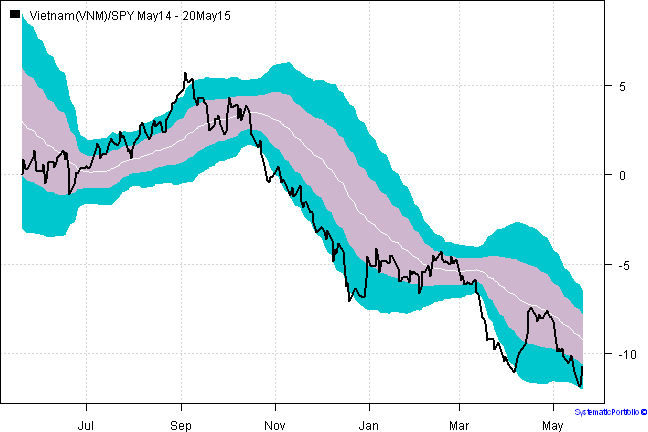 Vietnam(VNM)/SPY May14 - 20May15
5
0
-5
-10
Jul Sep Nov Jan Mar May
SystematicPortfolio ©